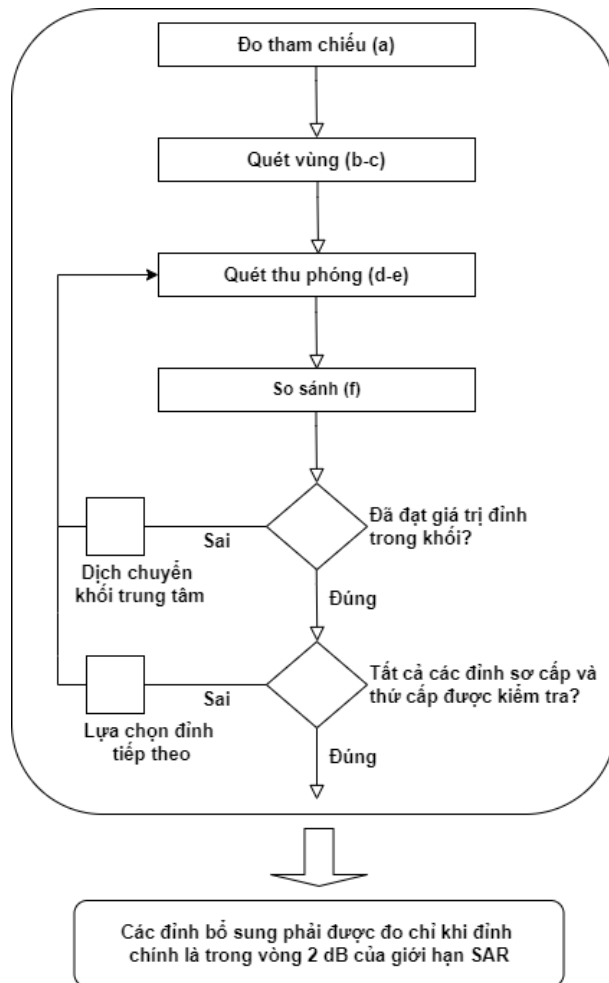 Đo tham chiếu (a)
Quét vùng (b-c)
Quét thu phóng (d-e)
So sánh (f)
Đã đạt giá trị đỉnh
trong khối?
Sai
Dịch chuyển
khối trung tâm
Đúng
Tất cả các đỉnh sơ cấp và
thứ cấp được kiểm tra?
Sai
Lựa chọn đỉnh
tiếp theo
Đúng
Các đỉnh bổ sung phải được đo chỉ khi đỉnh
chính là trong vòng 2 dB của giới hạn SAR